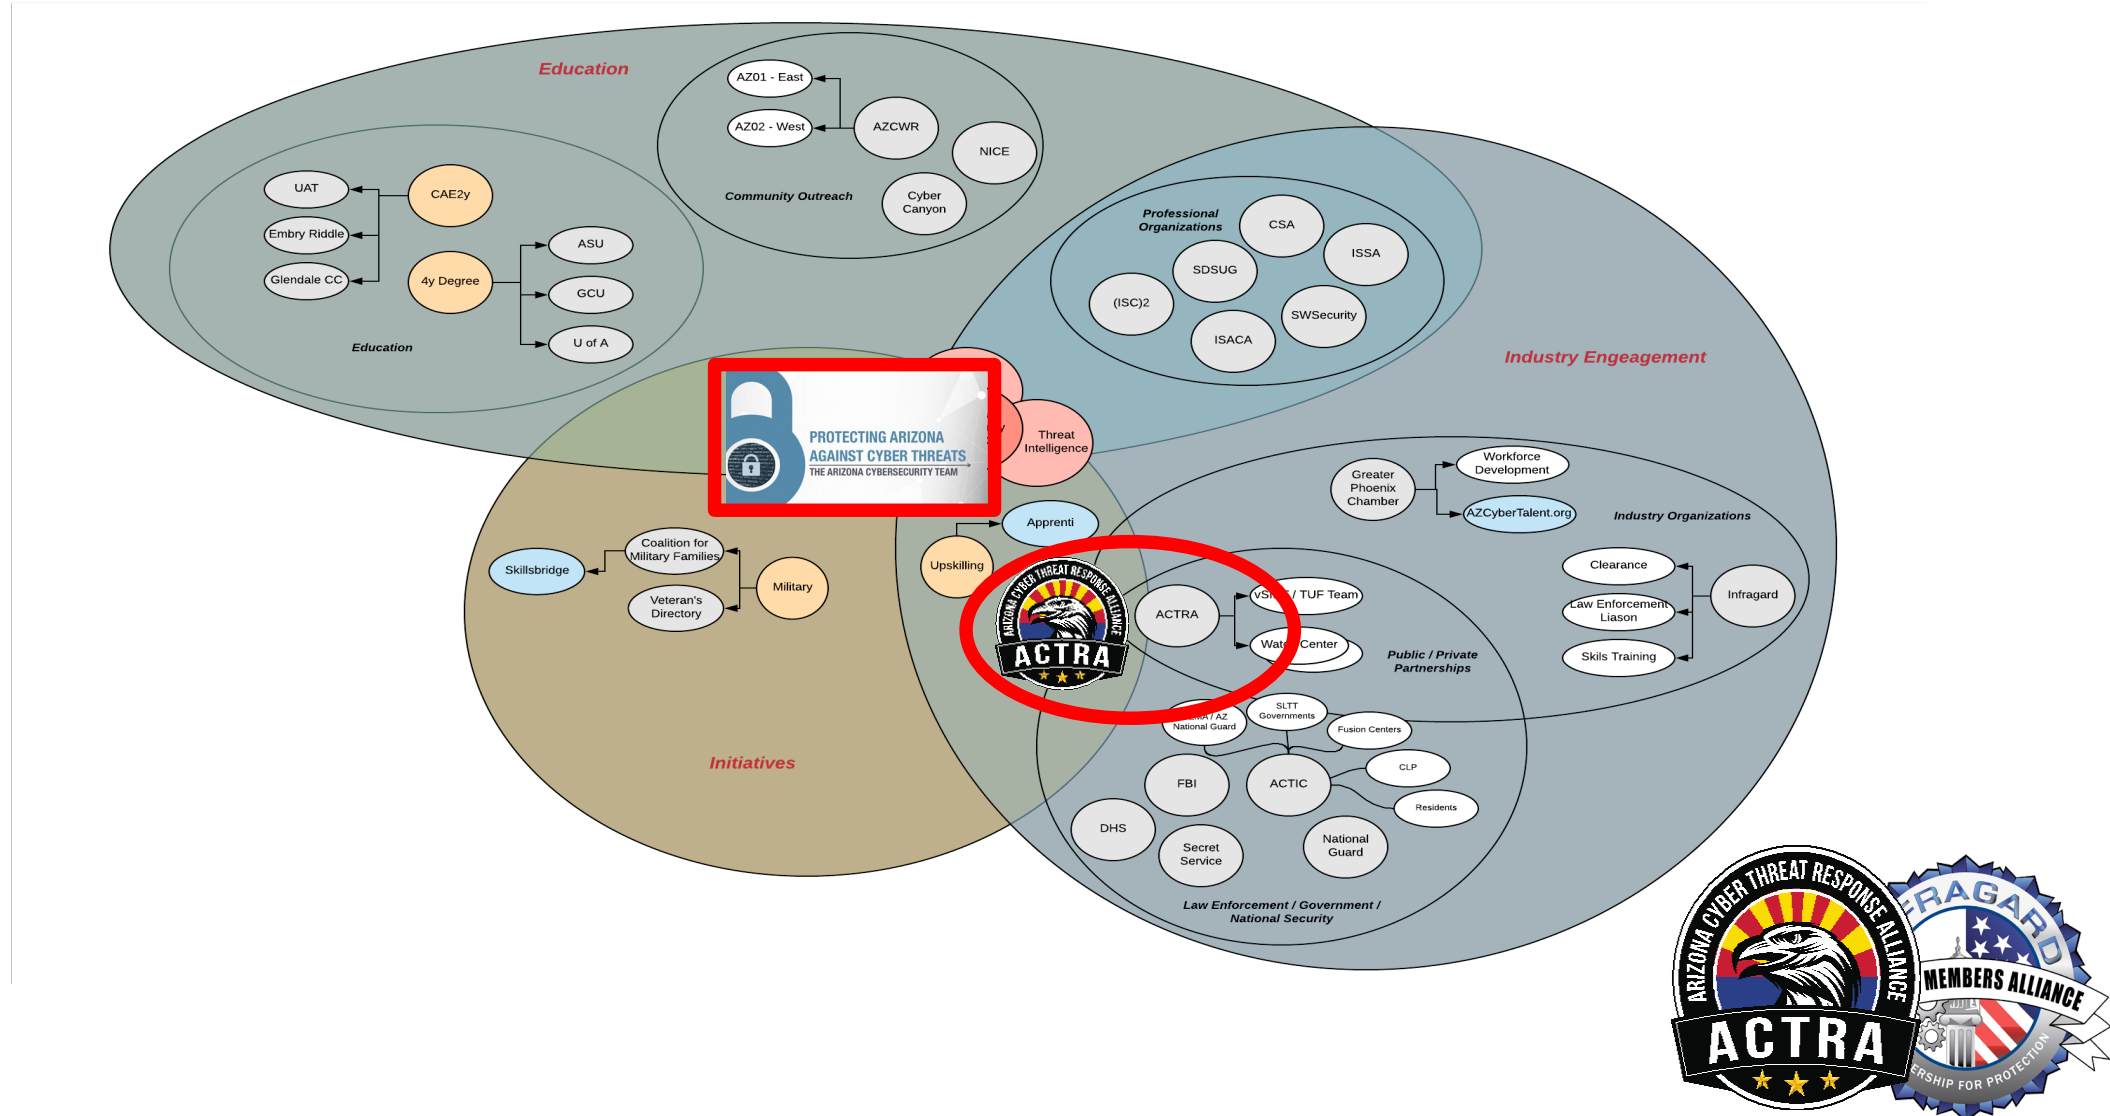 Education
AZ01 - East
AZ02 - West
AZCWR
NICE
Cyber
Canyon
Community Outreach
UAT
CAE2y
Embry Riddle
ASU
Glendale CC
4y Degree
GCU
U of A
Education
Professional
Organizations
CSA
ISSA
SDSUG
(ISC)2
SWSecurity
ISACA
Industry Engeagement
PROTECTING ARIZONA
AGAINST CYBER THREATS
THE ARIZONA CYBERSECURITY TEAM
Threat
Intelligence
Greater
Phoenix
Chamber
Workforce
Development
AZCyberTalent.org
Industry Organizations
Apprenti
Upskilling
Skillsbridge
Coalition for
Military Families
Military
Veteran's
Directory
ARIZONA CYBER THREAT RESPONSE ALLIANCE
ACTRA
ACTRA
/ TUF Team
Center
Public / Private
Partnerships
Clearance
Law Enforcement
Liason
Skils Training
Infragard
Initiatives
/ AZ
National Guard
SLTT
Governments
Fusion Centers
FBI
ACTIC
CLP
Residents
DHS
Secret
Service
National
Guard
Law Enforcement / Government /
National Security
ARIZONA CYBER THREAT RESPONSE ALLIANCE
ACTRA
FRAGARD
MEMBERS ALLIANCE
ERSHIP FOR PROTECTION